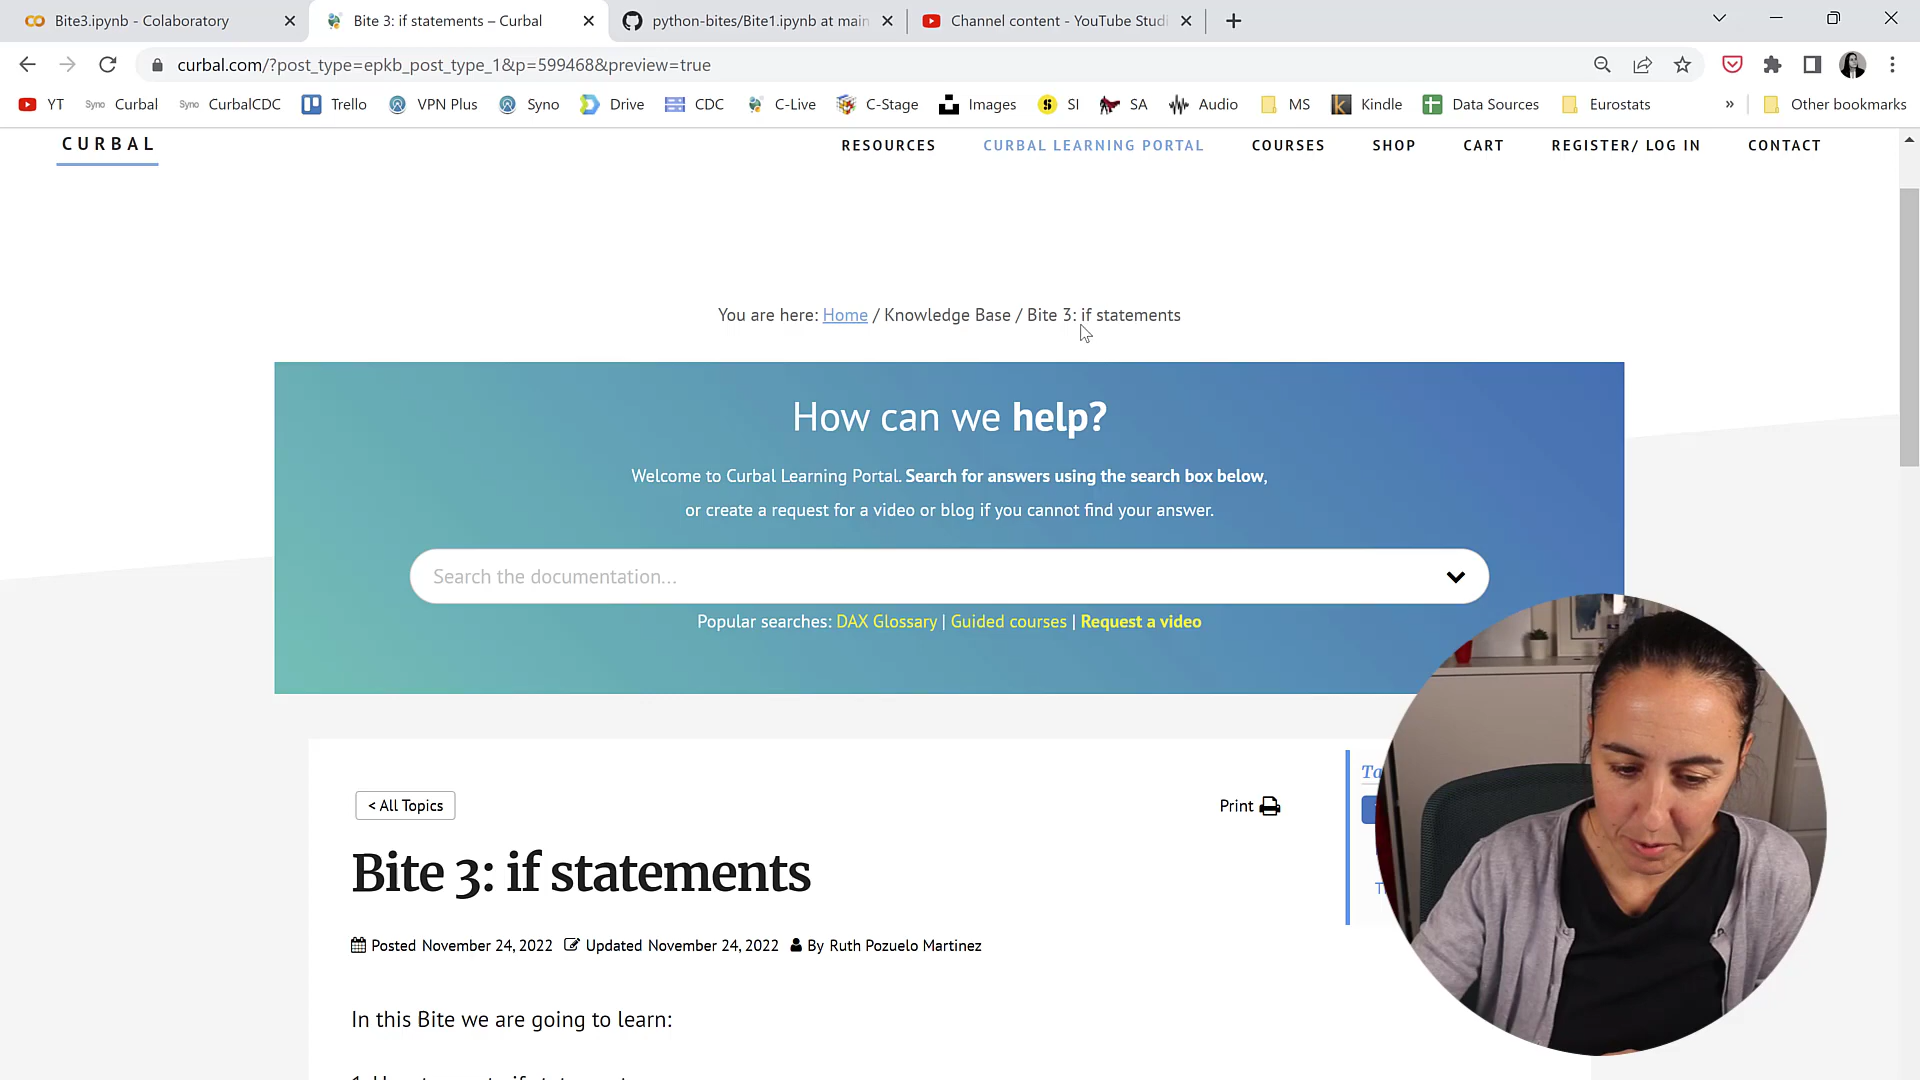 Bite3.ipynb - Colaboratory
Bite 3: if statements – Curbal
python-bites/Bite1.ipynb at main
Channel content - YouTube Studi
curbal.com/?post_type=epkb_post_type_1&p=599468&preview=true
YT
Syno Curbal
Syno CurbalCDC
Trello
VPN Plus
Syno
Drive
CDC
C-Live
C-Stage
Images
SI
SA
Audio
MS
Kindle
Data Sources
Eurostats
»
Other bookmarks
CURBAL
RESOURCES
CURBAL LEARNING PORTAL
COURSES
SHOP
CART
REGISTER/ LOG IN
CONTACT
You are here: Home / Knowledge Base / Bite 3: if statements
How can we help?
Welcome to Curbal Learning Portal. Search for answers using the search box below,
or create a request for a video or blog if you cannot find your answer.
Search the documentation...
Popular searches: DAX Glossary | Guided courses | Request a video
< All Topics
Print
Bite 3: if statements
Posted November 24, 2022 Updated November 24, 2022 By Ruth Pozuelo Martinez
In this Bite we are going to learn: